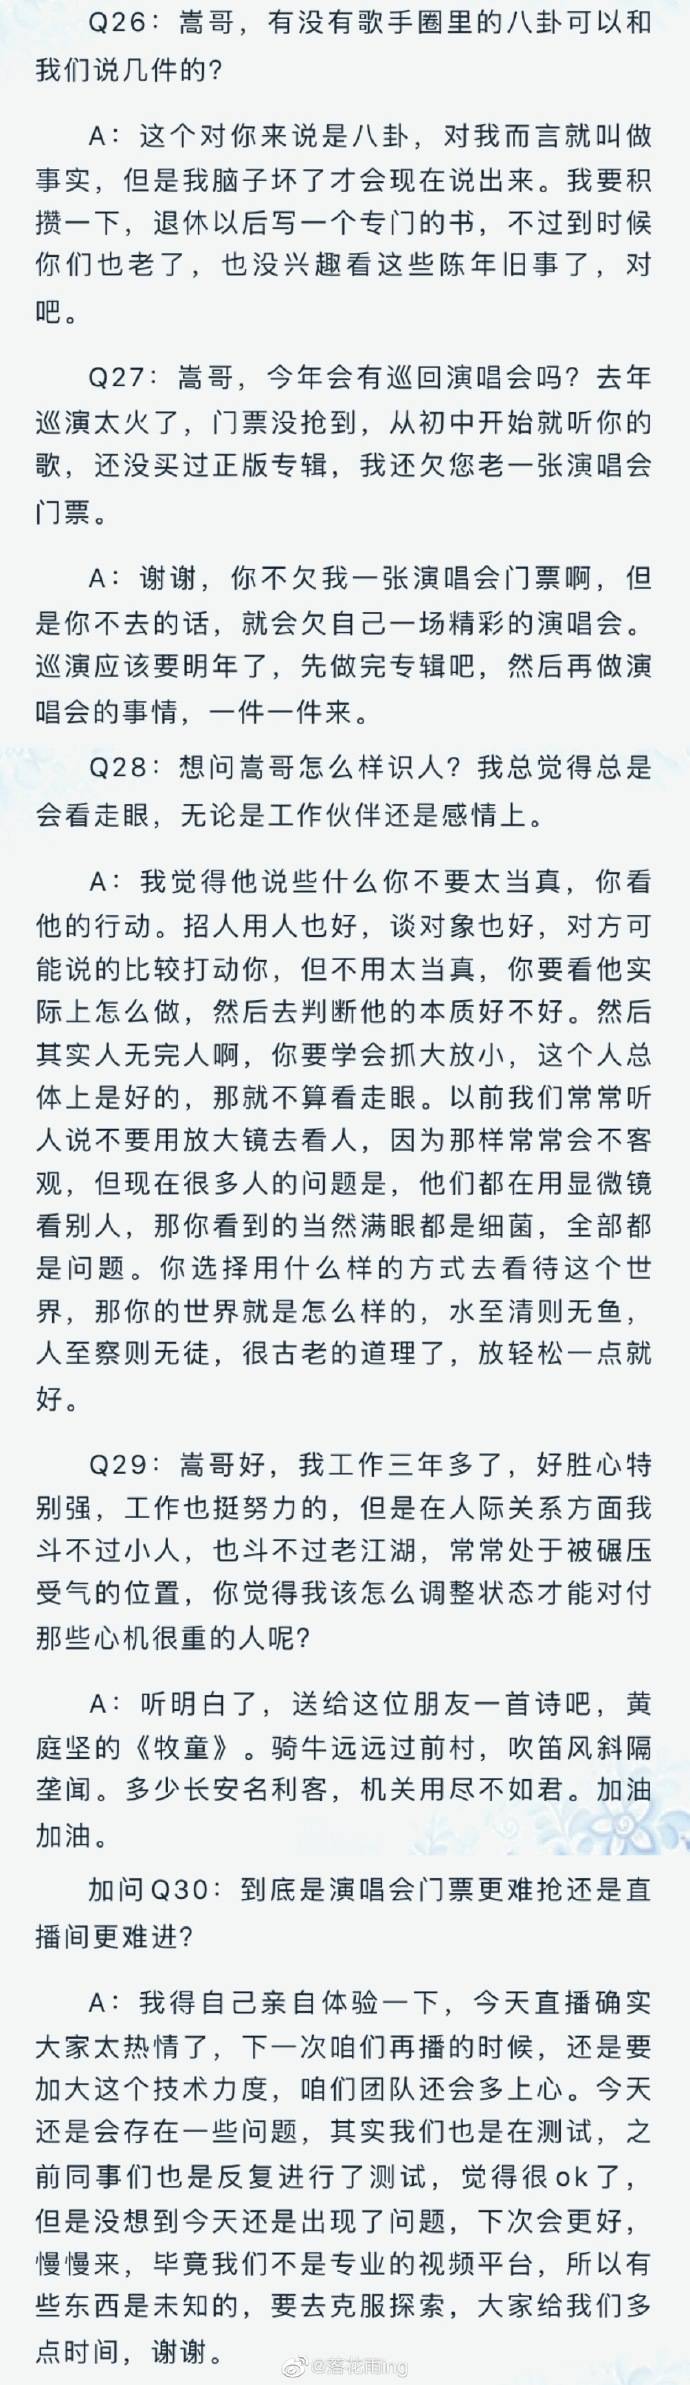 Q26：嵩哥，有没有歌手圈里的八卦可以和
我们说几件的?
A：这个对你来说是八卦，对我而言就叫做
事实，但是我脑子坏了才会现在说出来。我要积
攒一下，退休以后写一个专门的书，不过到时候
你们也老了，也没兴趣看这些陈年旧事了，对
吧。
Q27：嵩哥，今年会有巡回演唱会吗？去年
巡演太火了，门票没抢到，从初中开始就听你的
歌，还没买过正版专辑，我还欠您老一张演唱会
门票。
A：谢谢，你不欠我一张演唱会门票啊，但
是你不去的话，就会欠自己一场精彩的演唱会。
巡演应该要明年了，先做完专辑吧，然后再做演
唱会的事情，一件一件来。
Q28：想问嵩哥怎么样识人？我总觉得总是
会看走眼，无论是工作伙伴还是感情上。
A：我觉得他说些什么你不要太当真，你看
他的行动。招人用人也好，谈对象也好，对方可
能说的比较打动你，但不用太当真，你要看他实
际上怎么做，然后去判断他的本质好不好。然后
其实人无完人啊，你要学会抓大放小，这个人总
体上是好的，那就不算看走眼。以前我们常常听
人说不要用放大镜去看人，因为那样常常会不客
观，但现在很多人的问题是，他们都在用显微镜
看别人，那你看到的当然满眼都是细菌，全部都
是问题。你选择用什么样的方式去看待这个世
界，那你的世界就是怎么样的，水至清则无鱼，
人至察则无徒，很古老的道理了，放轻松一点就
好。
Q29：嵩哥好，我工作三年多了，好胜心特
别强，工作也挺努力的，但是在人际关系方面我
斗不过小人，也斗不过老江湖，常常处于被碾压
受气的位置，你觉得我该怎么调整状态才能对付
那些心机很重的人呢?
A：听明白了，送给这位朋友一首诗吧，黄
庭坚的《牧童》。骑牛远远过前村，吹笛风斜隔
垄闻。多少长安名利客，机关用尽不如君。加油
加油。
加问Q30：到底是演唱会门票更难抢还是直
播间更难进?
A：我得自己亲自体验一下，今天直播确实
大家太热情了，下一次咱们再播的时候，还是要
加大这个技术力度，咱们团队还会多上心。今天
还是会存在一些问题，其实我们也是在测试，之
前同事们也是反复进行了测试，觉得很ok了，
但是没想到今天还是出现了问题，下次会更好，
慢慢来，毕竟我们不是专业的视频平台，所以有
些东西是未知的，要去克服探索，大家给我们多
点时间，谢谢。
@落花雨ing